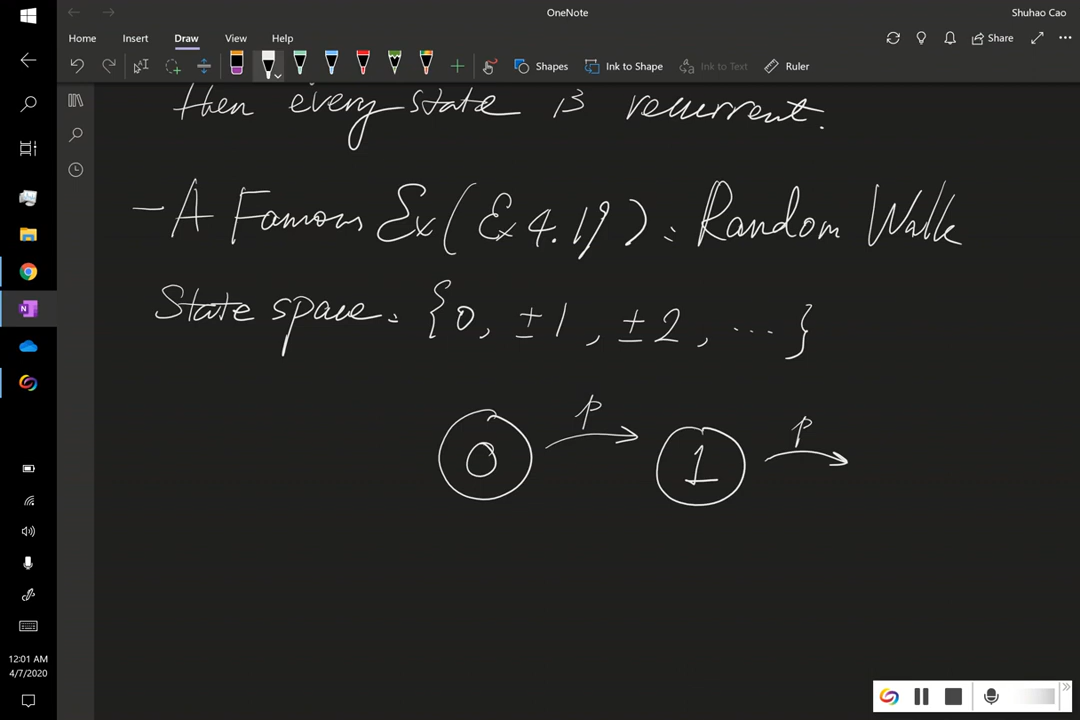 OneNote
Shuhao Cao
Home Insert Draw View Help
Share
Shapes Ink to Shape Ink to Text Ruler
then every state is recurrent.
- A Famous Ex (Ex 4.19) : Random Walk
State space = {0, ±1, ±2, ... }
p p
0 1
12:01 AM
4/7/2020